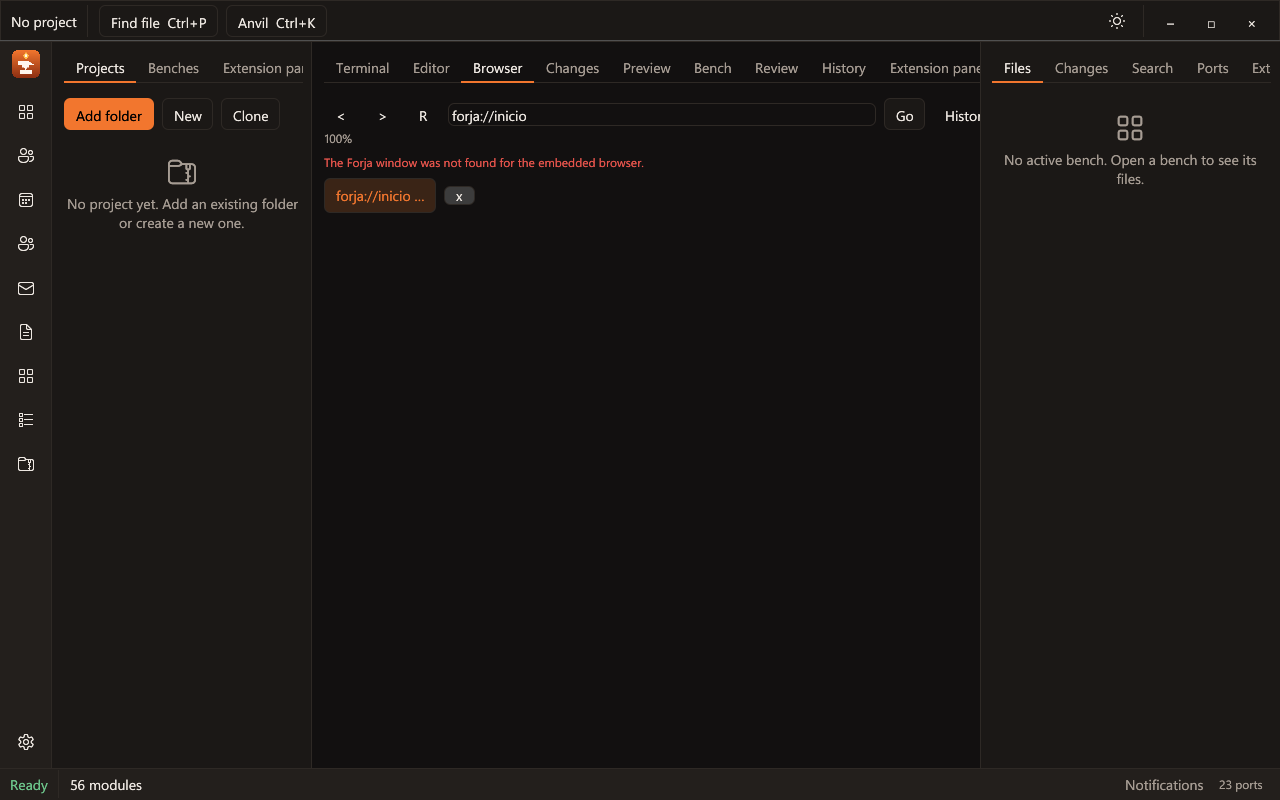 No project
Find file Ctrl+P
Anvil Ctrl+K
Projects
Benches
Extension par
Add folder
New
Clone
No project yet. Add an existing folder
or create a new one.
Terminal
Editor
Browser
Changes
Preview
Bench
Review
History
Extension pane
<
>
R
forja://inicio
Go
Histor
100%
The Forja window was not found for the embedded browser.
forja://inicio ...
x
Files
Changes
Search
Ports
Ext
No active bench. Open a bench to see its
files.
Ready
56 modules
Notifications
23 ports